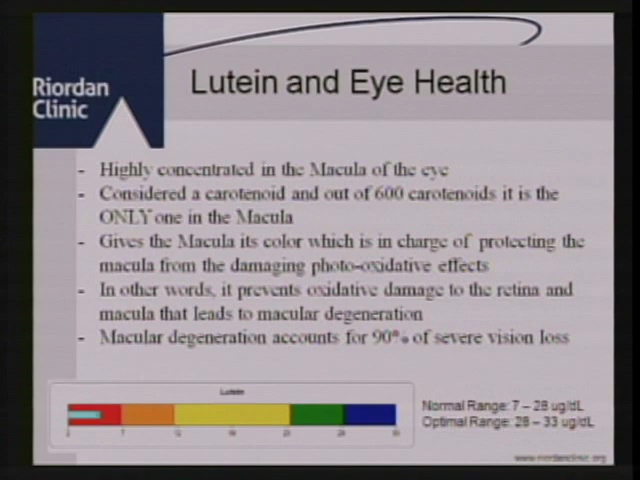 Riordan
Clinic
Lutein and Eye Health
- Highly concentrated in the Macula of the eye
- Considered a carotenoid and out of 600 carotenoids it is the
ONLY one in the Macula
- Gives the Macula its color which is in charge of protecting the
macula from the damaging photo-oxidative effects
- In other words, it prevents oxidative damage to the retina and
macula that leads to macular degeneration
- Macular degeneration accounts for 90% of severe vision loss
Lutein
Normal Range: 7 – 28 ug/dL
Optimal Range: 28 – 33 ug/dL
www.riordanclinic.org